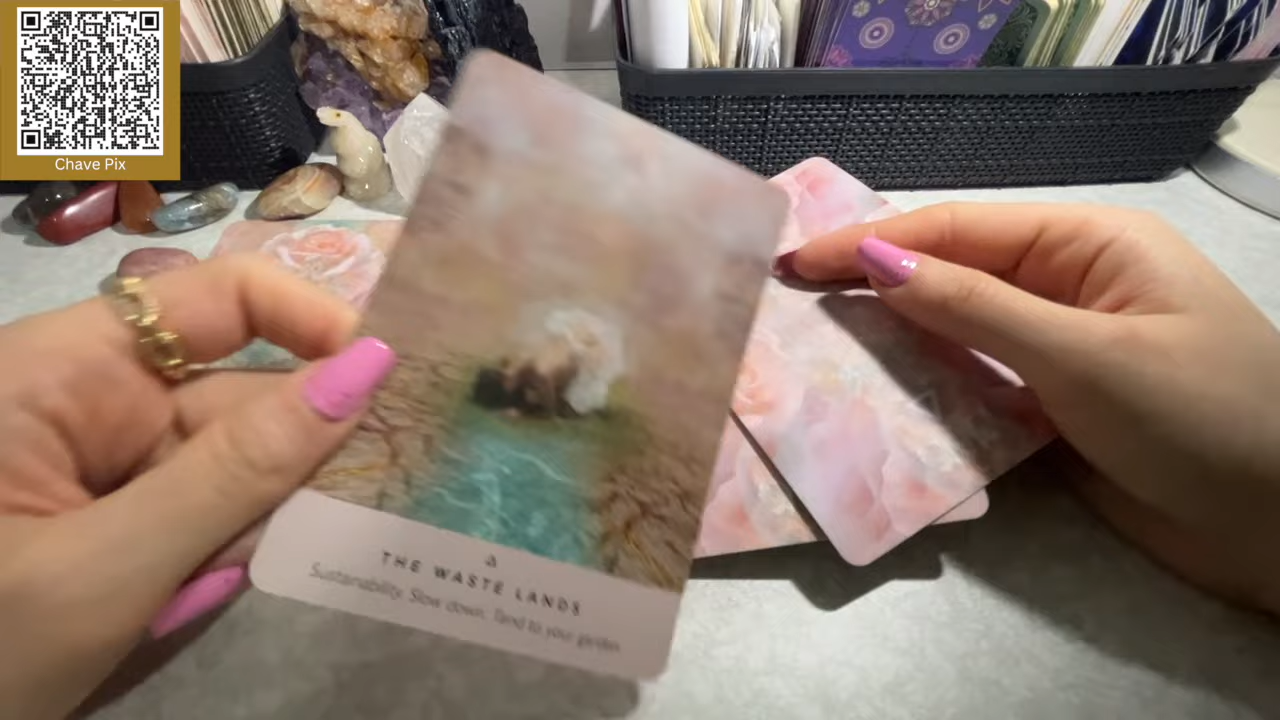 Chave Pix
THE WASTE LANDS
Sustainability. Slow down. Tend to your garden.